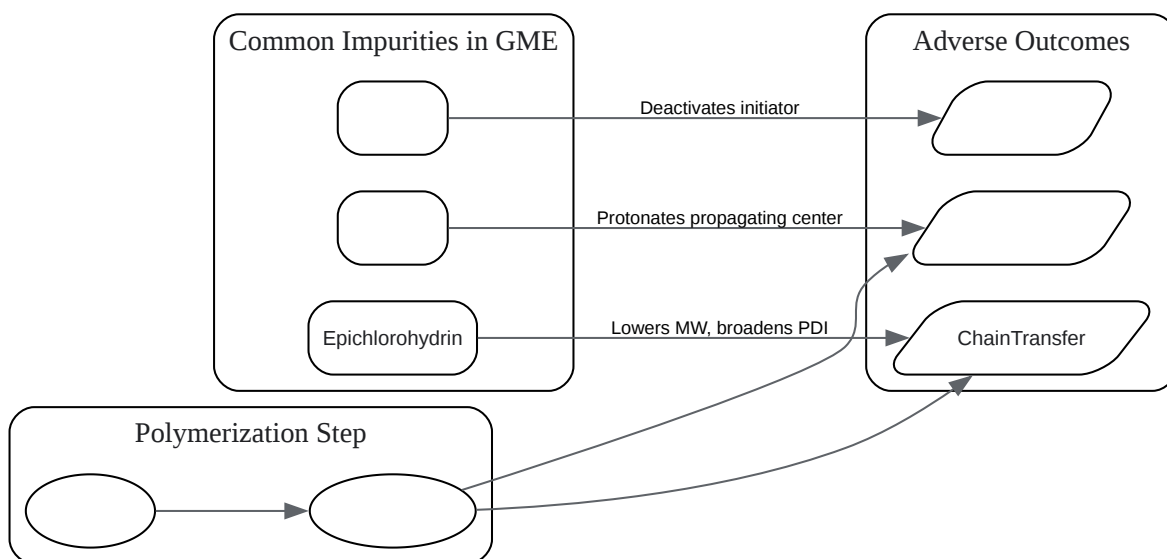 Common Impurities in GME
Adverse Outcomes
Deactivates initiator
Protonates propagating center
Epichlorohydrin
Lowers MW, broadens PDI
ChainTransfer
Polymerization Step